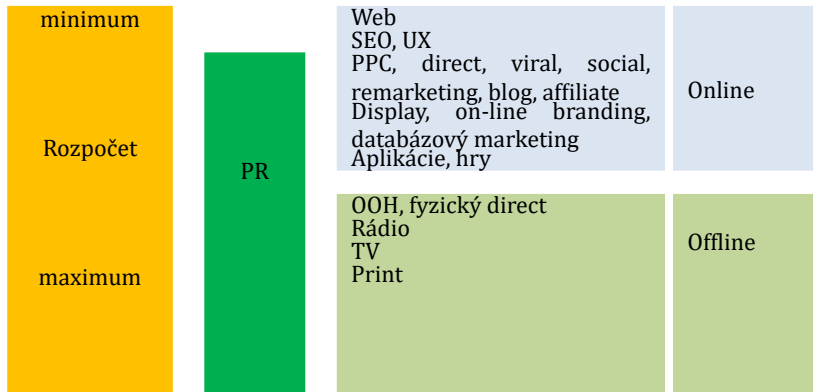 minimum
Rozpočet
maximum
PR
Web
SEO, UX
PPC, direct, viral, social,
remarketing, blog, affiliate
Display, on-line branding,
databázový marketing
Aplikácie, hry
Online
OOH, fyzický direct
Rádio
TV
Print
Offline